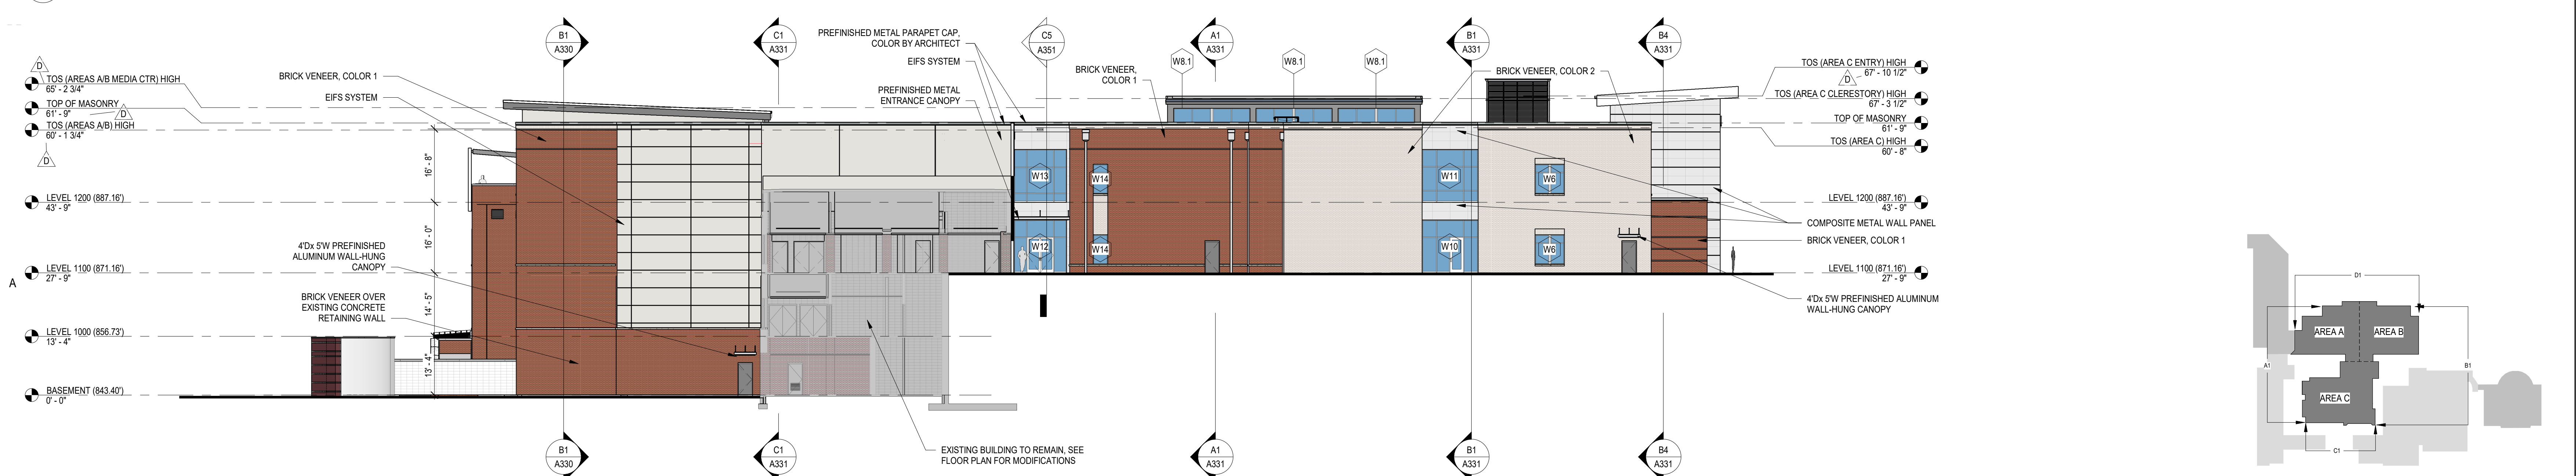 B1
A330
C1
A331
PREFINISHED METAL PARAPET CAP,
COLOR BY ARCHITECT
EIFS SYSTEM
PREFINISHED METAL
ENTRANCE CANOPY
C5
A351
BRICK VENEER,
COLOR 1
W8.1
A1
A331
W8.1
W8.1
B1
A331
BRICK VENEER, COLOR 2
B4
A331
D
TOS (AREAS A/B MEDIA CTR) HIGH
65' - 2 3/4"
TOP OF MASONRY
61' - 9"
D
TOS (AREAS A/B) HIGH
60' - 1 3/4"
D
BRICK VENEER, COLOR 1
EIFS SYSTEM
TOS (AREA C ENTRY) HIGH
67' - 10 1/2"
D
TOS (AREA C CLERESTORY) HIGH
67' - 3 1/2"
TOP OF MASONRY
61' - 9"
TOS (AREA C) HIGH
60' - 8"
16' - 8"
W13
W14
W11
W6
LEVEL 1200 (887.16')
43' - 9"
LEVEL 1200 (887.16')
43' - 9"
COMPOSITE METAL WALL PANEL
BRICK VENEER, COLOR 1
16' - 0"
W12
W14
W10
W6
4'Dx 5'W PREFINISHED
ALUMINUM WALL-HUNG
CANOPY
LEVEL 1100 (871.16')
27' - 9"
LEVEL 1100 (871.16')
27' - 9"
A
4'Dx 5'W PREFINISHED ALUMINUM
WALL-HUNG CANOPY
BRICK VENEER OVER
EXISTING CONCRETE
RETAINING WALL
14' - 5"
LEVEL 1000 (856.73')
13' - 4"
13' - 4"
BASEMENT (843.40')
0' - 0"
EXISTING BUILDING TO REMAIN, SEE
FLOOR PLAN FOR MODIFICATIONS
B1
A330
C1
A331
A1
A331
B1
A331
B4
A331
D1
AREA A
AREA B
A1
B1
AREA C
C1